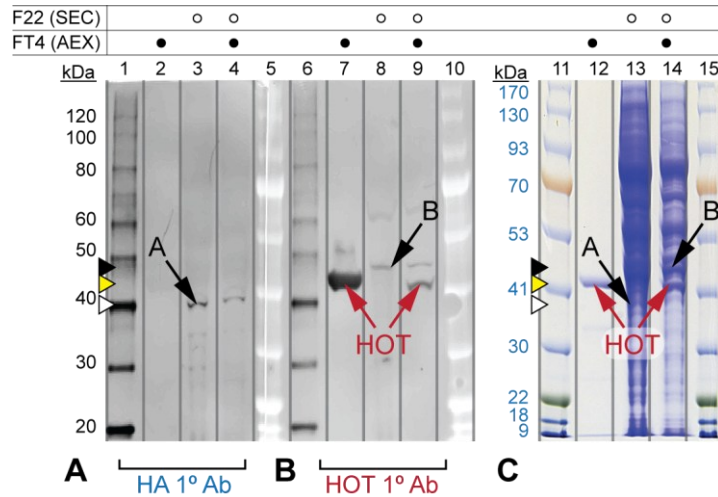 F22 (SEC)
FT4 (AEX)
kDa 1 2 3 4 5 6 7 8 9 10 kDa 11 12 13 14 15
120
100
80
60
50
40
30
20
A
B
HOT
170
130
93
70
53
41
30
22
18
9
A
B
HOT
A HA 1º Ab B HOT 1º Ab C